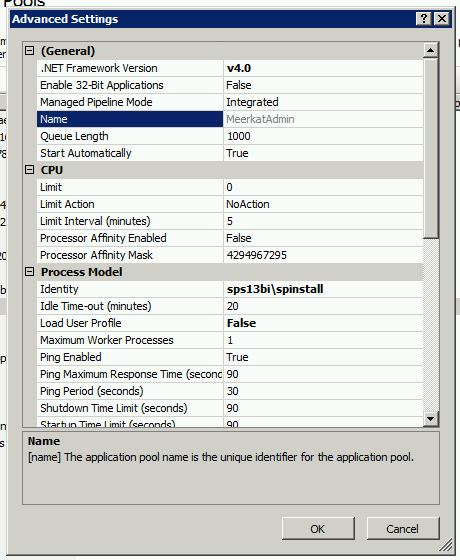 Pools
Advanced Settings
(General)
.NET Framework Version v4.0
Enable 32-Bit Applications False
Managed Pipeline Mode Integrated
Name MeerkatAdmin
Queue Length 1000
Start Automatically True
CPU
Limit 0
Limit Action NoAction
Limit Interval (minutes) 5
Processor Affinity Enabled False
Processor Affinity Mask 4294967295
Process Model
Identity sps13bi\spinstall
Idle Time-out (minutes) 20
Load User Profile False
Maximum Worker Processes 1
Ping Enabled True
Ping Maximum Response Time (second 90
Ping Period (seconds) 30
Shutdown Time Limit (seconds) 90
Startup Time Limit (seconds) 90
Name
[name] The application pool name is the unique identifier for the application pool.
OK Cancel